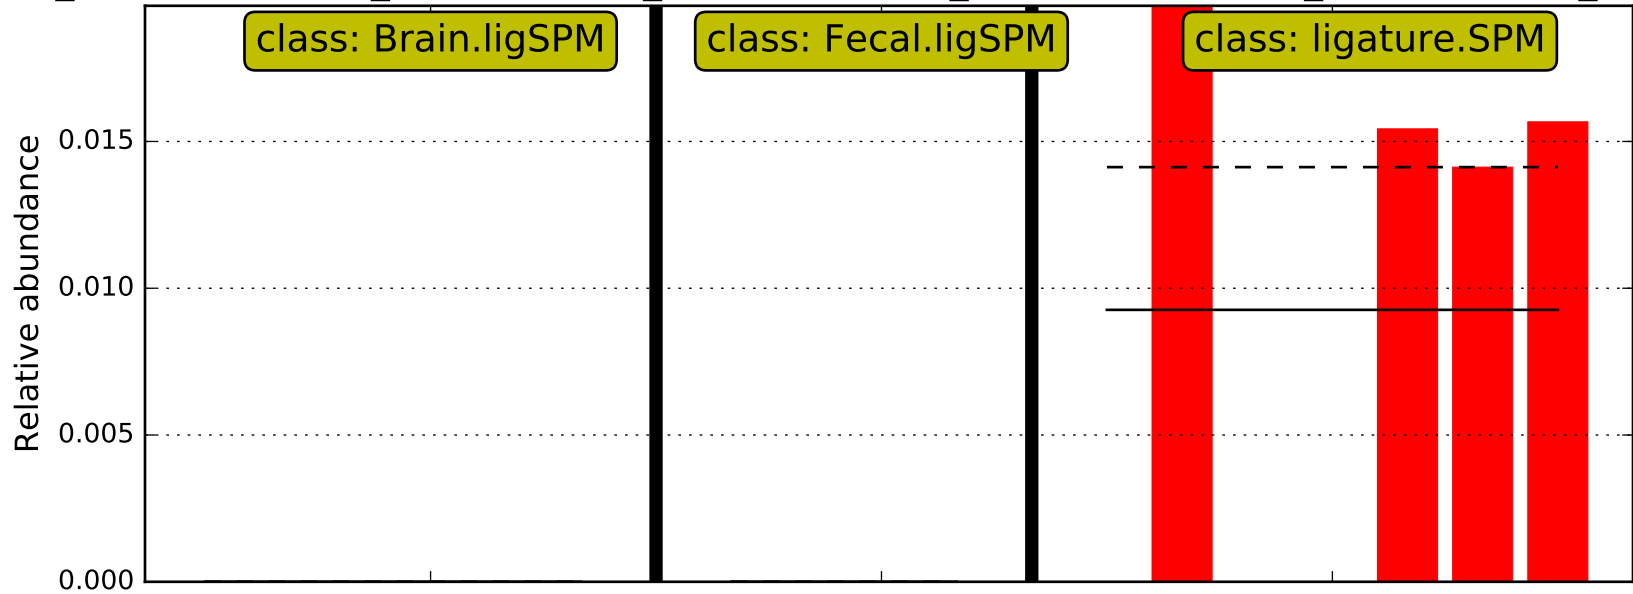 class: Brain.ligSPM
class: Fecal.ligSPM
class: ligature.SPM
Relative abundance
0.015
0.010
0.005
0.000